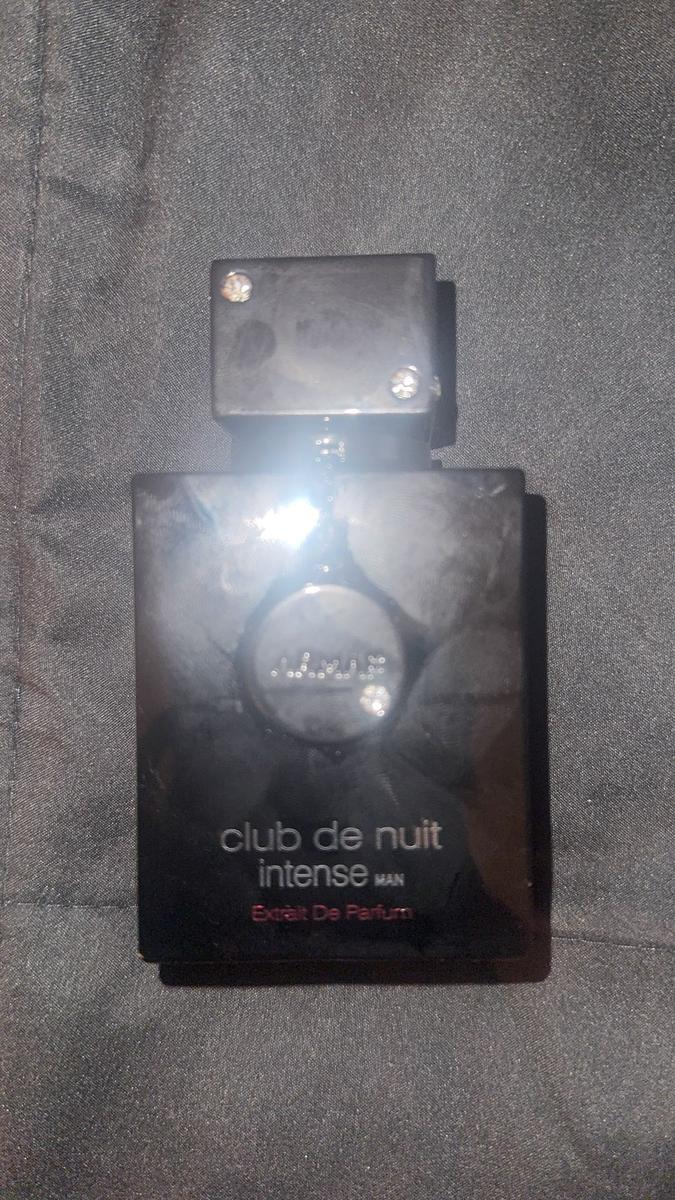 club de nuit
intense MAN
Extrait De Parfum